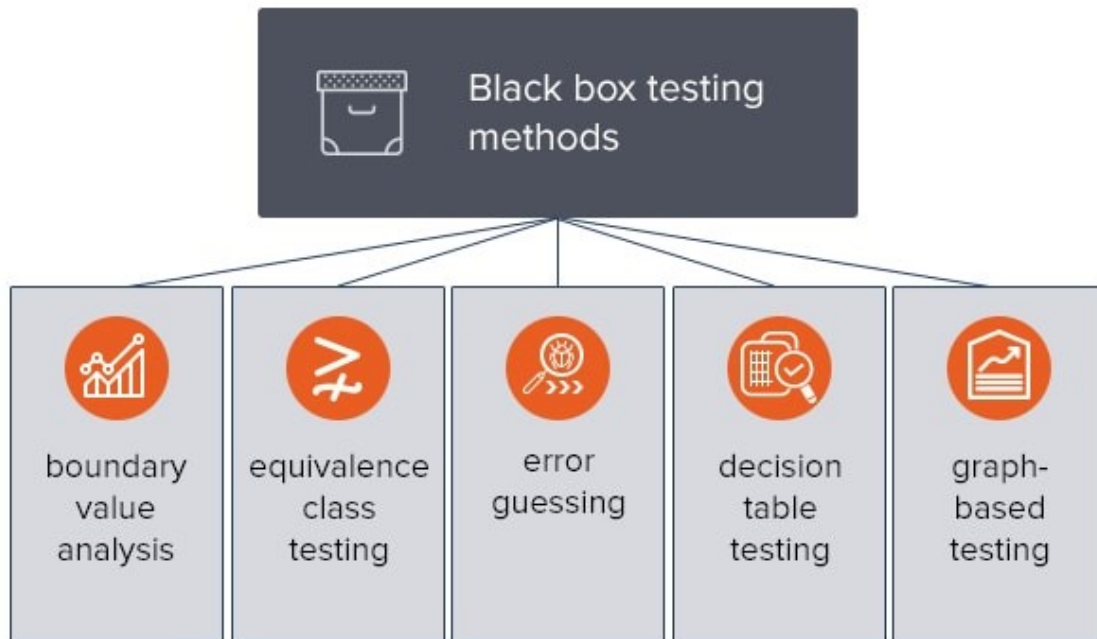 Black box testing
methods
boundary
value
analysis
equivalence
class
testing
error
guessing
decision
table
testing
graph-
based
testing